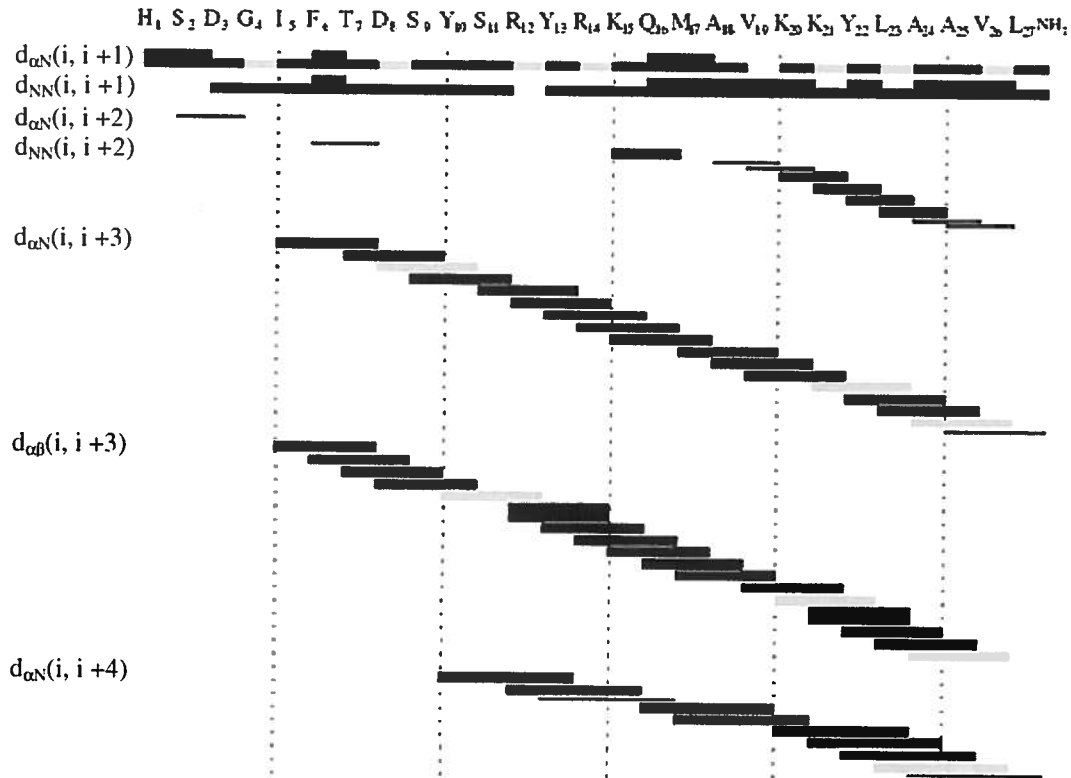 H₁ S₂ D₃ G₄ I₅ F₆ T₇ D₈ S₉ Y₁₀ S₁₁ R₁₂ Y₁₃ R₁₄ K₁₅ Q₁₆ M₁₇ A₁₈ V₁₉ K₂₀ K₂₁ Y₂₂ L₂₃ A₂₄ A₂₅ V₂₆ L₂₇ NH₂
dαN(i, i +1)
dNN(i, i +1)
dαN(i, i +2)
dNN(i, i +2)
dαN(i, i +3)
dαβ(i, i +3)
dαN(i, i +4)